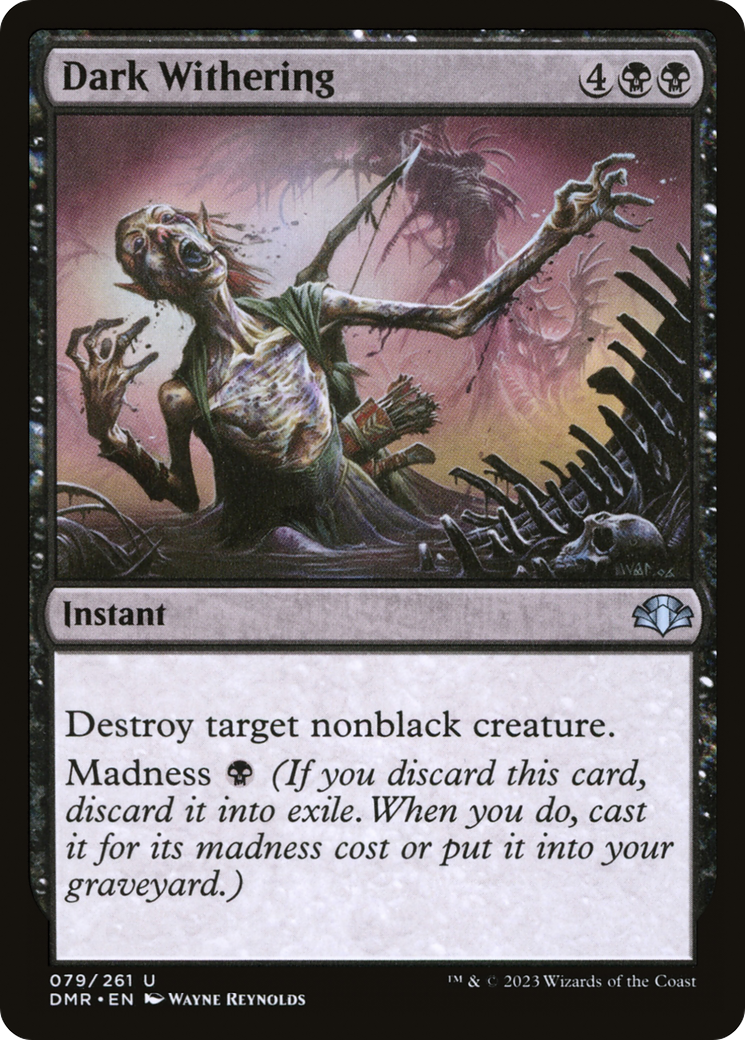 Dark Withering 4
Instant
Destroy target nonblack creature.
Madness (If you discard this card,
discard it into exile. When you do, cast
it for its madness cost or put it into your
graveyard.)
079/261 U
DMR • EN Wayne Reynolds
™ & © 2023 Wizards of the Coast